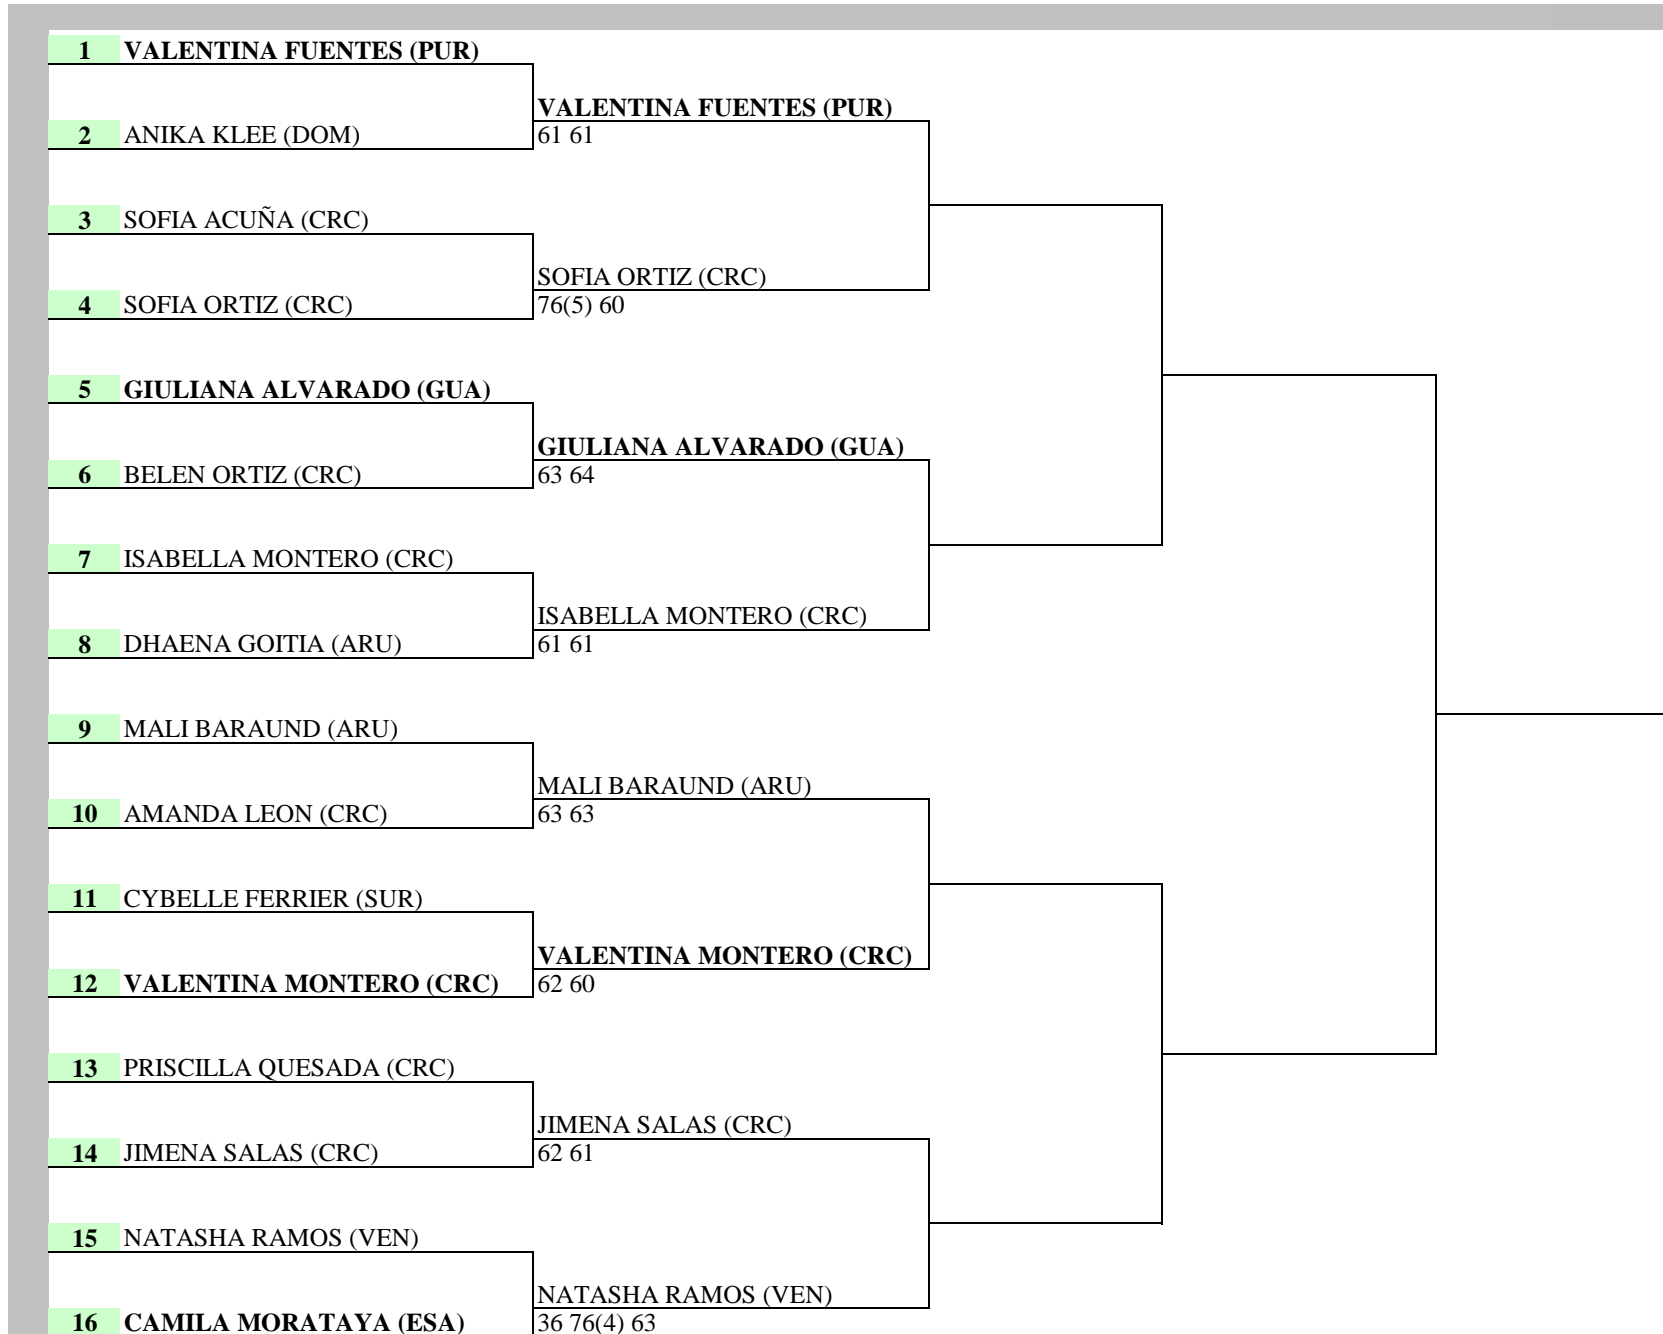 1 VALENTINA FUENTES (PUR)
VALENTINA FUENTES (PUR)
2 ANIKA KLEE (DOM) 61 61
3 SOFIA ACUÑA (CRC)
SOFIA ORTIZ (CRC)
4 SOFIA ORTIZ (CRC) 76(5) 60
5 GIULIANA ALVARADO (GUA)
GIULIANA ALVARADO (GUA)
6 BELEN ORTIZ (CRC) 63 64
7 ISABELLA MONTERO (CRC)
ISABELLA MONTERO (CRC)
8 DHAENA GOITIA (ARU) 61 61
9 MALI BARAUND (ARU)
MALI BARAUND (ARU)
10 AMANDA LEON (CRC) 63 63
11 CYBELLE FERRIER (SUR)
VALENTINA MONTERO (CRC)
12 VALENTINA MONTERO (CRC) 62 60
13 PRISCILLA QUESADA (CRC)
JIMENA SALAS (CRC)
14 JIMENA SALAS (CRC) 62 61
15 NATASHA RAMOS (VEN)
NATASHA RAMOS (VEN)
16 CAMILA MORATAYA (ESA) 36 76(4) 63